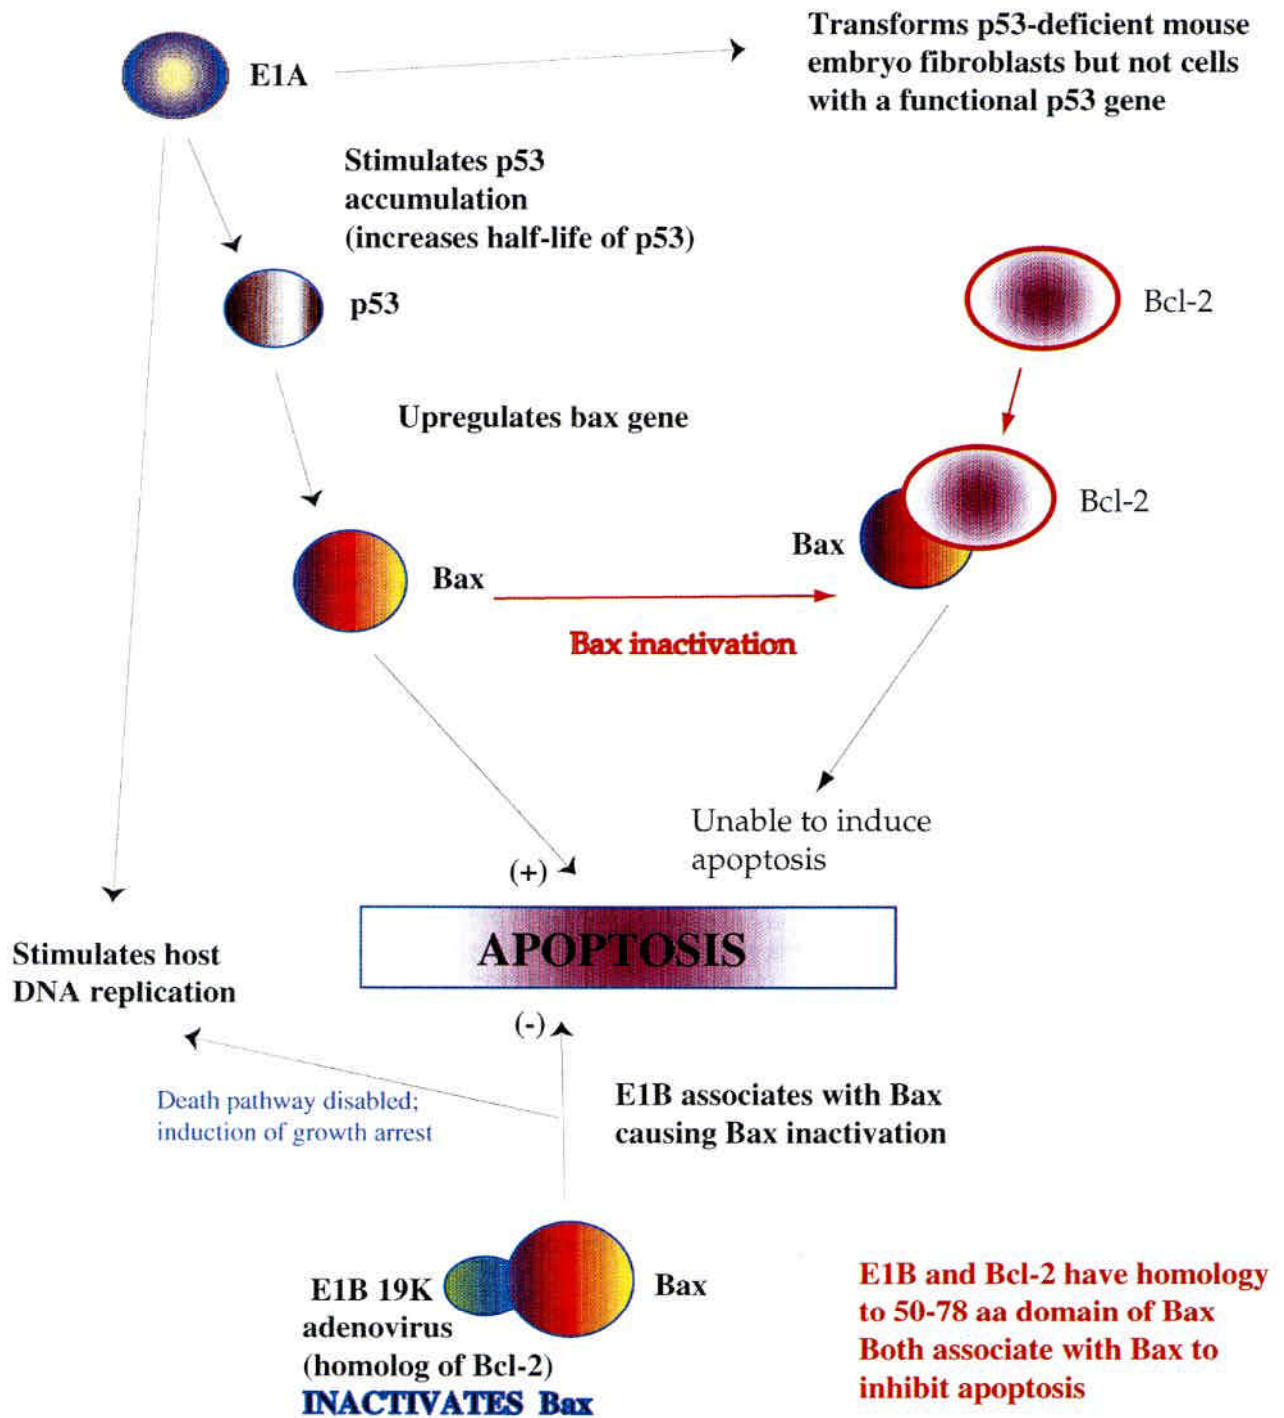 Transforms p53-deficient mouse
embryo fibroblasts but not cells
with a functional p53 gene
E1A
Stimulates p53
accumulation
(increases half-life of p53)
p53
Bcl-2
Upregulates bax gene
Bcl-2
Bax
Bax
Bax inactivation
Unable to induce
apoptosis
(+)
APOPTOSIS
Stimulates host
DNA replication
(-)
Death pathway disabled;
induction of growth arrest
E1B associates with Bax
causing Bax inactivation
E1B 19K
adenovirus
(homolog of Bcl-2)
INACTIVATES Bax
Bax
E1B and Bcl-2 have homology
to 50-78 aa domain of Bax
Both associate with Bax to
inhibit apoptosis